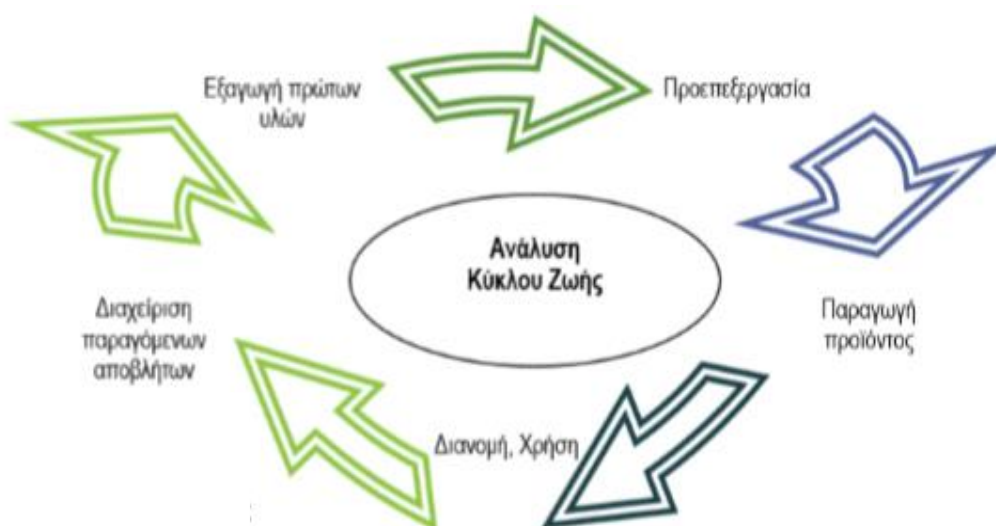 Εξαγωγή πρώτων
υλών
Προεπεξεργασία
Ανάλυση
Κύκλου Ζωής
Διαχείριση
παραγόμενων
αποβλήτων
Παραγωγή
προϊόντος
Διανομή, Χρήση